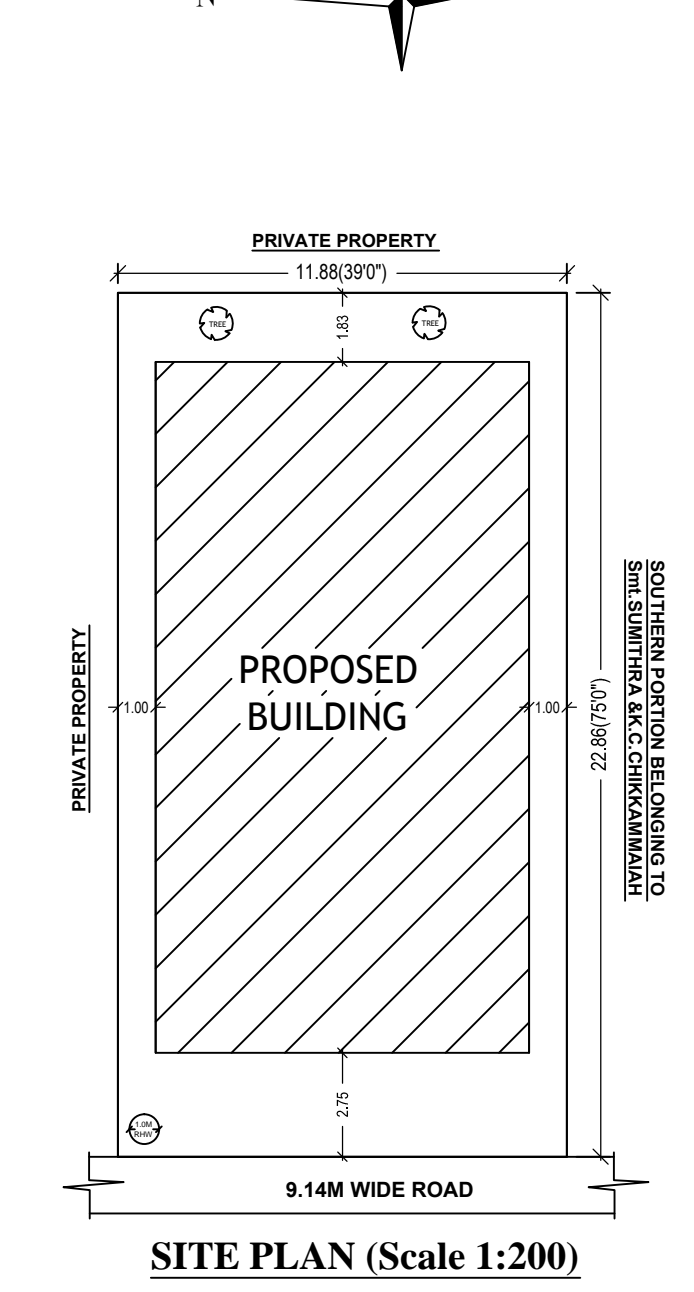 N
PRIVATE PROPERTY
11.88(39'0")
TREE
1.83
TREE
PROPOSED
BUILDING
PRIVATE PROPERTY
1.00
1.00
22.86(75'0")
SOUTHERN PORTION BELONGING TO
Smt.SUMITHRA &K.C.CHIKKAMMAIAH
2.75
1.0M
RHW
9.14M WIDE ROAD
SITE PLAN (Scale 1:200)